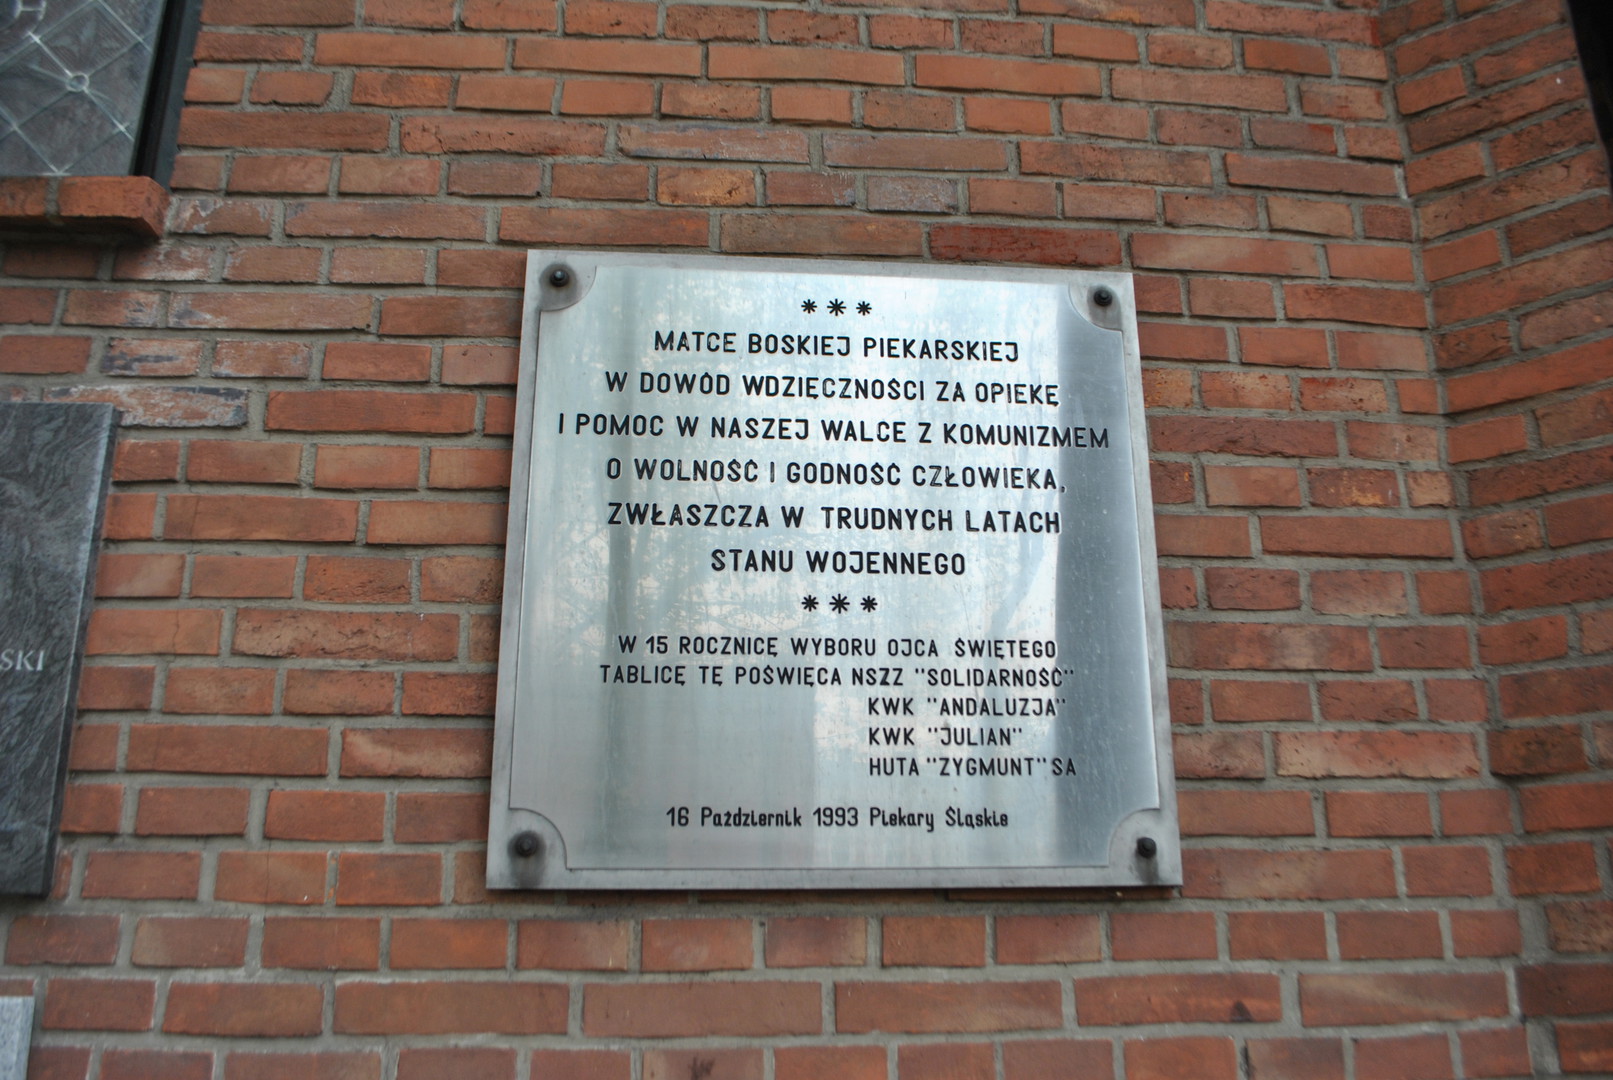 ***
MATCE BOSKIEJ PIEKARSKIEJ
W DOWÓD WDZIĘCZNOŚCI ZA OPIEKĘ
I POMOC W NASZEJ WALCE Z KOMUNIZMEM
O WOLNOŚĆ I GODNOŚĆ CZŁOWIEKA,
ZWŁASZCZA W TRUDNYCH LATACH
STANU WOJENNEGO
***
W 15 ROCZNICĘ WYBORU OJCA ŚWIĘTEGO
TABLICĘ TĘ POŚWIĘCA NSZZ "SOLIDARNOŚĆ"
KWK "ANDALUZJA"
KWK "JULIAN"
HUTA "ZYGMUNT" SA
16 Październik 1993 Piekary Śląskie
SKI